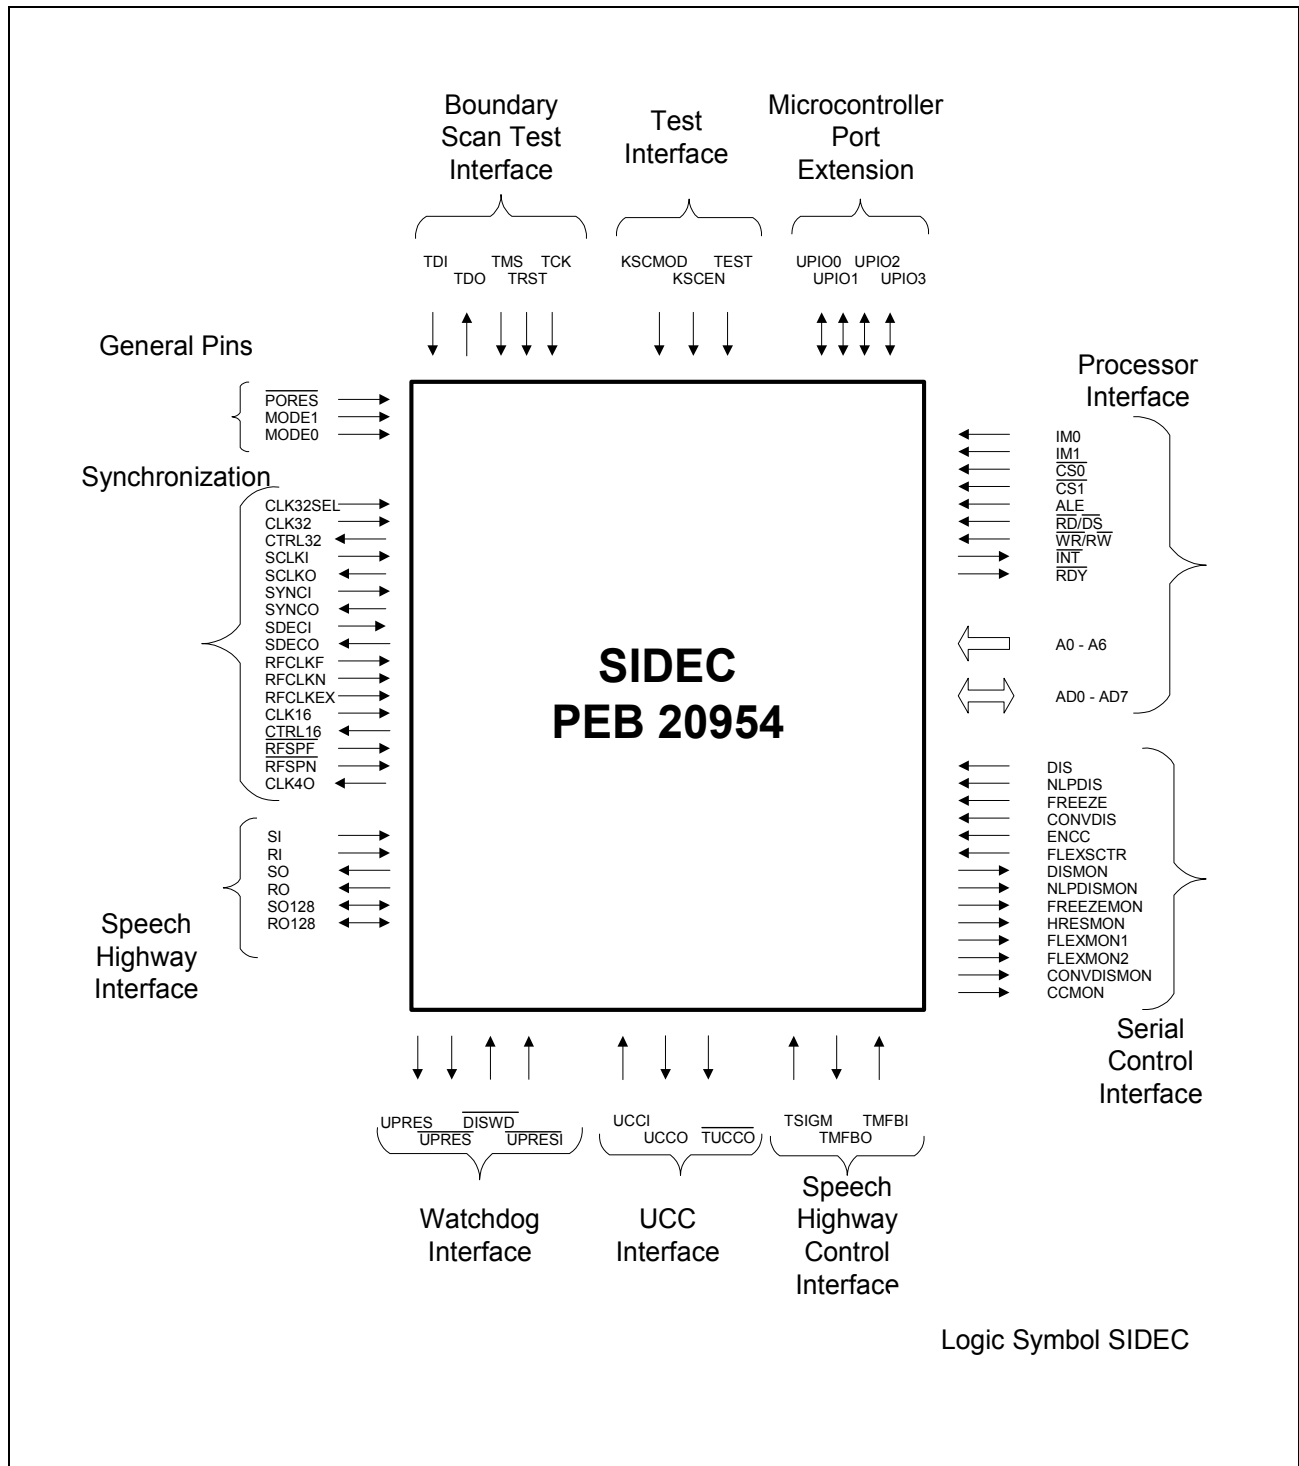 Boundary
Scan Test
Interface
Test
Interface
Microcontroller
Port
Extension
TDI TMS TCK
TDO TRST
KSCMOD TEST
KSCEN
UPIO0 UPIO2
UPIO1 UPIO3
General Pins
PORES
MODE1
MODE0
Synchronization
CLK32SEL
CLK32
CTRL32
SCLKI
SCLKO
SYNCI
SYNCO
SDECI
SDECO
RFCLKF
RFCLKN
RFCLKEX
CLK16
CTRL16
RFSPF
RFSPN
CLK4O
SI
RI
SO
RO
SO128
RO128
Speech
Highway
Interface
SIDEC
PEB 20954
Processor
Interface
IM0
IM1
CS0
CS1
ALE
RD/DS
WR/RW
INT
RDY
A0 - A6
AD0 - AD7
DIS
NLPDIS
FREEZE
CONVDIS
ENCC
FLEXSCTR
DISMON
NLPDISMON
FREEZEMON
HRESMON
FLEXMON1
FLEXMON2
CONVDISMON
CCMON
Serial
Control
Interface
UPRES DISWD
UPRES UPRESI
Watchdog
Interface
UCCI
UCCO TUCCO
UCC
Interface
TSIGM TMFBI
TMFBO
Speech
Highway
Control
Interface
Logic Symbol SIDEC